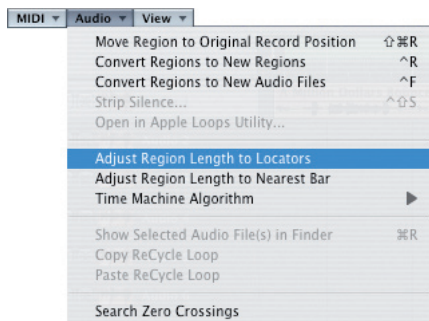 MIDI ▼ Audio ▼ View ▼
Move Region to Original Record Position ⇧⌘R
Convert Regions to New Regions ^R
Convert Regions to New Audio Files ^F
Strip Silence... ^⇧S
Open in Apple Loops Utility...
Adjust Region Length to Locators
Adjust Region Length to Nearest Bar
Time Machine Algorithm ▶
Show Selected Audio File(s) in Finder ⌘R
Copy ReCycle Loop
Paste ReCycle Loop
Search Zero Crossings